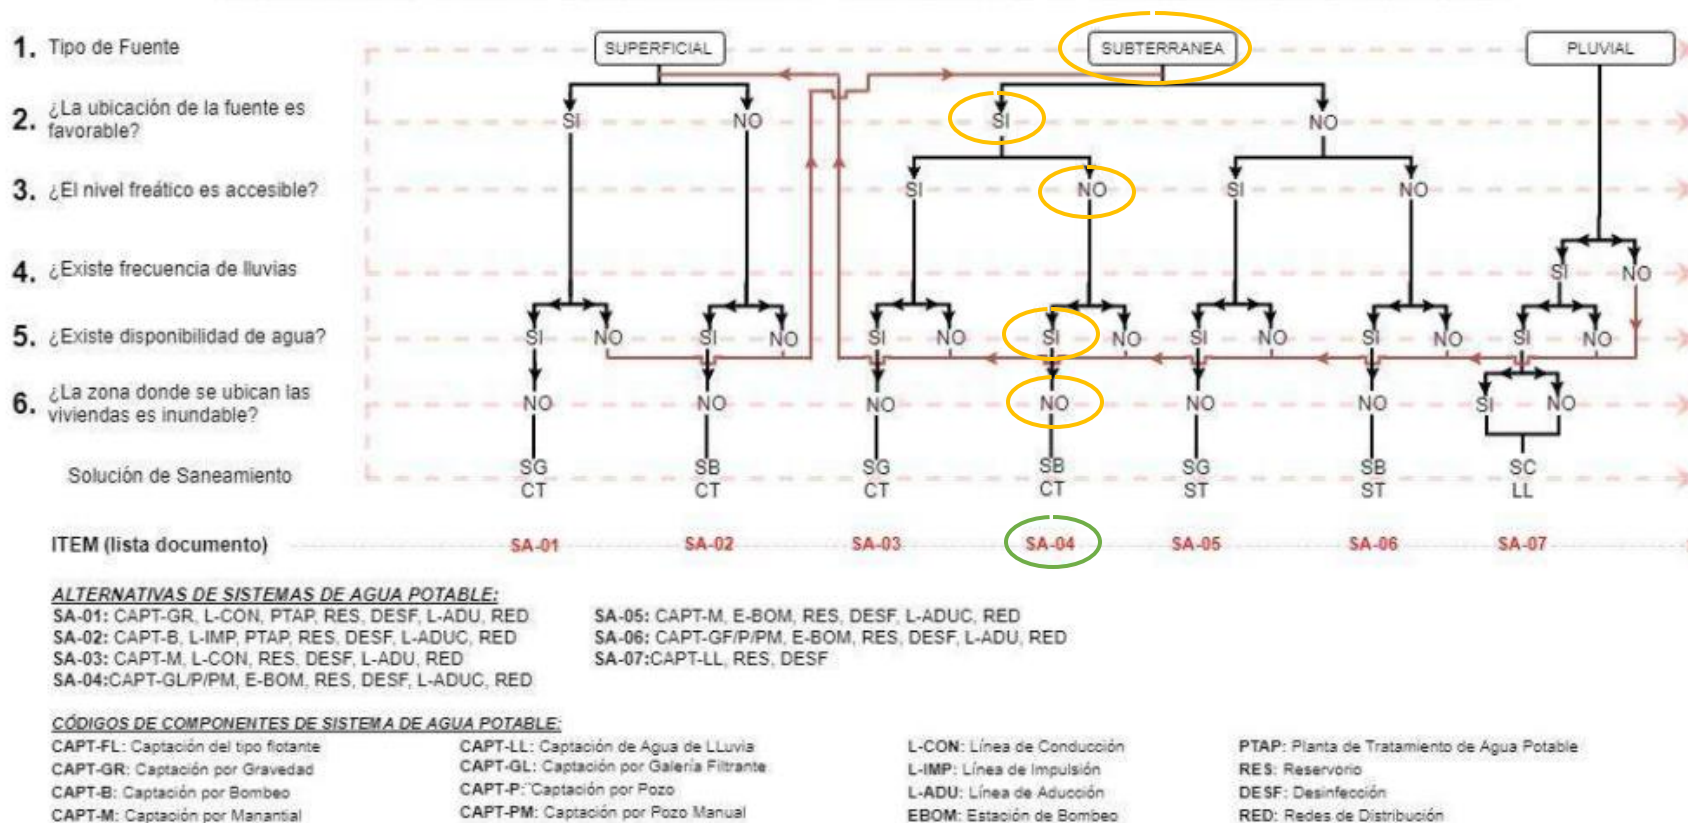 1. Tipo de Fuente SUPERFICIAL SUBTERRANEA PLUVIAL
2. ¿La ubicación de la fuente es favorable? SI NO SI NO
3. ¿El nivel freático es accesible? SI NO SI NO
4. ¿Existe frecuencia de lluvias SI NO
5. ¿Existe disponibilidad de agua? SI NO SI NO SI NO SI NO SI NO SI NO SI NO
6. ¿La zona donde se ubican las viviendas es inundable? NO NO NO NO NO NO SI NO
Solución de Saneamiento SG SB SG SB SG SB SC
CT CT CT CT ST ST LL
ITEM (lista documento) SA-01 SA-02 SA-03 SA-04 SA-05 SA-06 SA-07
ALTERNATIVAS DE SISTEMAS DE AGUA POTABLE:
SA-01: CAPT-GR, L-CON, PTAP, RES, DESF, L-ADU, RED
SA-02: CAPT-B, L-IMP, PTAP, RES, DESF, L-ADUC, RED
SA-03: CAPT-M, L-CON, RES, DESF, L-ADU, RED
SA-04:CAPT-GL/P/PM, E-BOM, RES, DESF, L-ADUC, RED
SA-05: CAPT-M, E-BOM, RES, DESF, L-ADUC, RED
SA-06: CAPT-GF/P/PM, E-BOM, RES, DESF, L-ADU, RED
SA-07:CAPT-LL, RES, DESF
CÓDIGOS DE COMPONENTES DE SISTEMA DE AGUA POTABLE:
CAPT-FL: Captación del tipo flotante
CAPT-GR: Captación por Gravedad
CAPT-B: Captación por Bombeo
CAPT-M: Captación por Manantial
CAPT-LL: Captación de Agua de LLuvia
CAPT-GL: Captación por Galería Filtrante
CAPT-P: Captación por Pozo
CAPT-PM: Captación por Pozo Manual
L-CON: Línea de Conducción
L-IMP: Línea de Impulsión
L-ADU: Línea de Aducción
EBOM: Estación de Bombeo
PTAP: Planta de Tratamiento de Agua Potable
RES: Reservorio
DESF: Desinfección
RED: Redes de Distribución